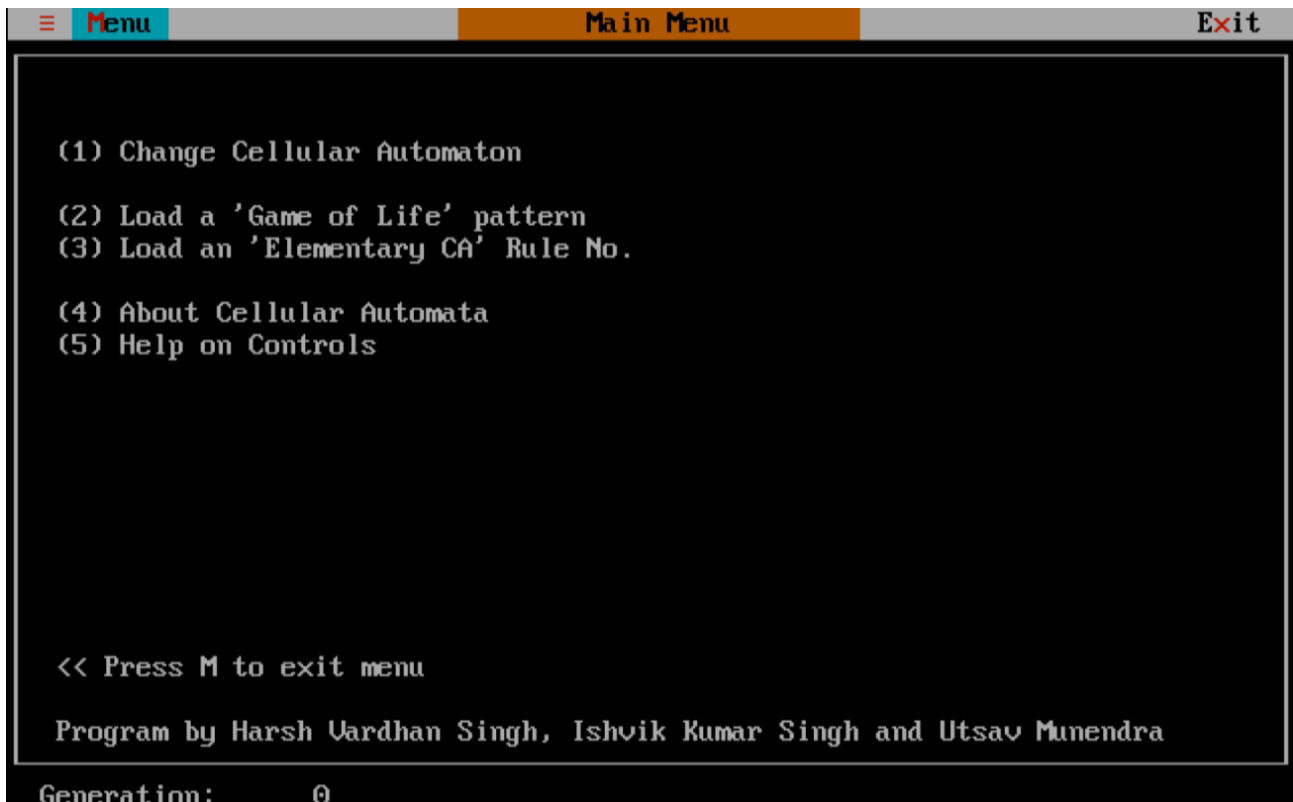 ≡ Menu Main Menu Exit
(1) Change Cellular Automaton
(2) Load a 'Game of Life' pattern
(3) Load an 'Elementary CA' Rule No.
(4) About Cellular Automata
(5) Help on Controls
<< Press M to exit menu
Program by Harsh Vardhan Singh, Ishvik Kumar Singh and Utsav Munendra
Generation: 0